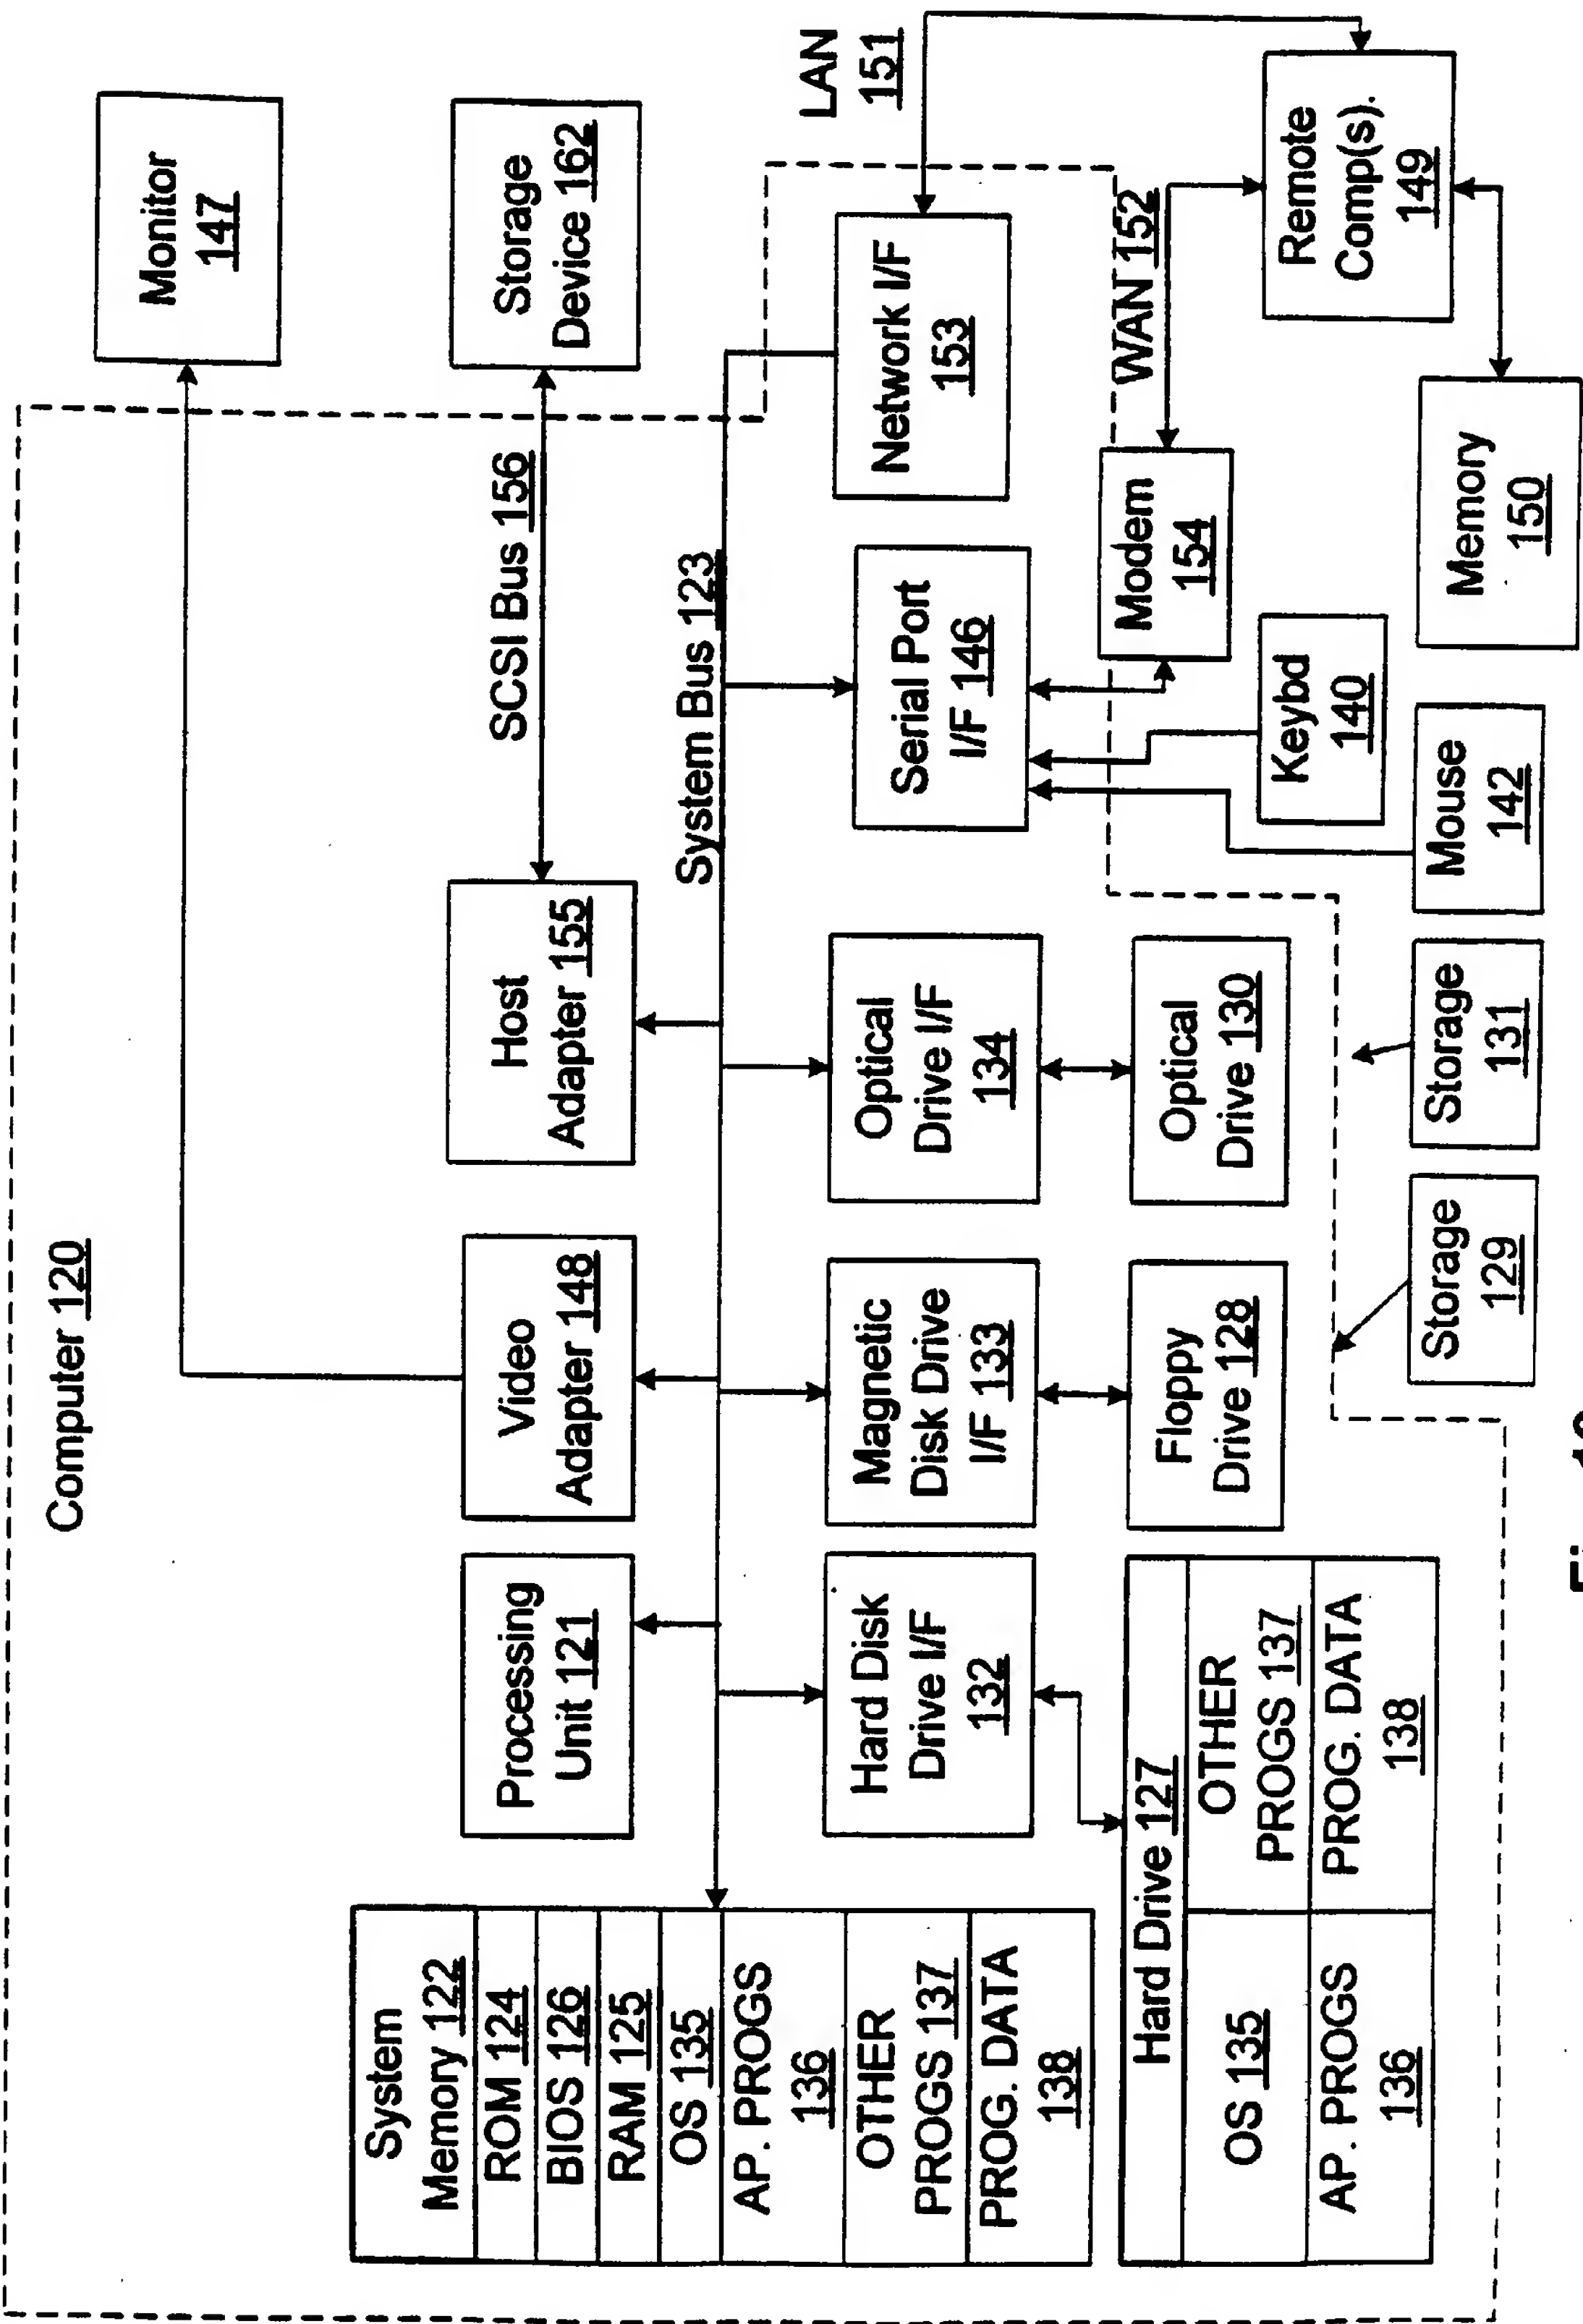 Computer 120
Monitor
147
System
Memory 122
ROM 124
BIOS 126
RAM 125
OS 135
AP. PROGS
136
OTHER
PROGS 137
PROG. DATA
138
Processing
Unit 121
Video
Adapter 148
Host
Adapter 155
SCSI Bus 156
Storage
Device 162
System Bus 123
Hard Disk
Drive I/F
132
Magnetic
Disk Drive
I/F 133
Optical
Drive I/F
134
Serial Port
I/F 146
Network I/F
153
LAN
151
Hard Drive 127
OS 135
OTHER
PROGS 137
AP. PROGS
136
PROG. DATA
138
Floppy
Drive 128
Optical
Drive 130
Modem
154
WAN 152
Remote
Comp(s).
149
Keybd
140
Storage
129
Storage
131
Mouse
142
Memory
150